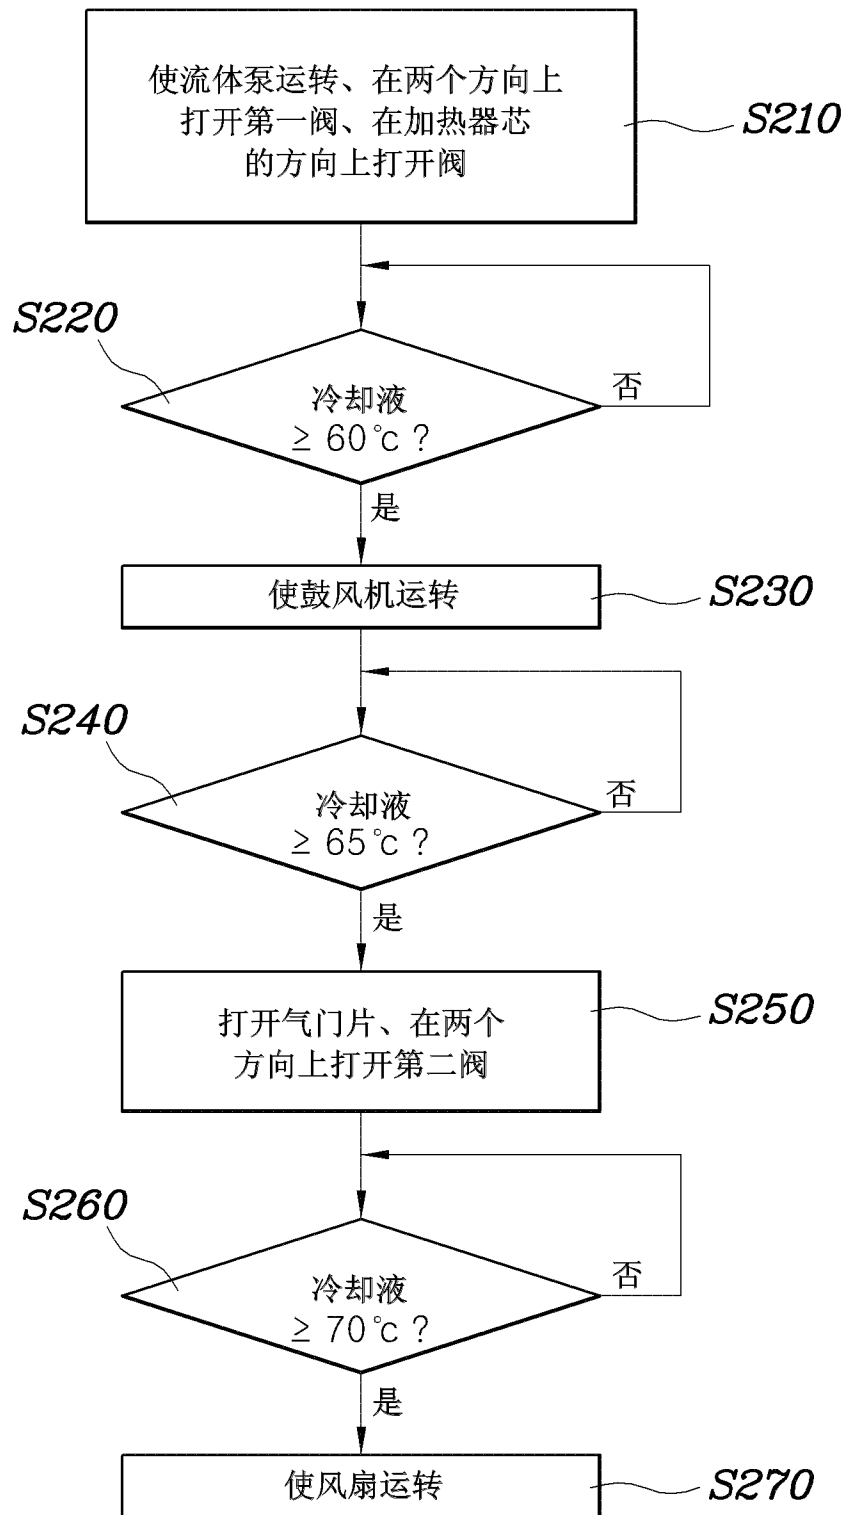 使流体泵运转、在两个方向上
打开第一阀、在加热器芯
的方向上打开阀
S210
S220
冷却液
≥ 60℃ ?
否
是
使鼓风机运转
S230
S240
冷却液
≥ 65℃ ?
否
是
打开气门片、在两个
方向上打开第二阀
S250
S260
冷却液
≥ 70℃ ?
否
是
使风扇运转
S270